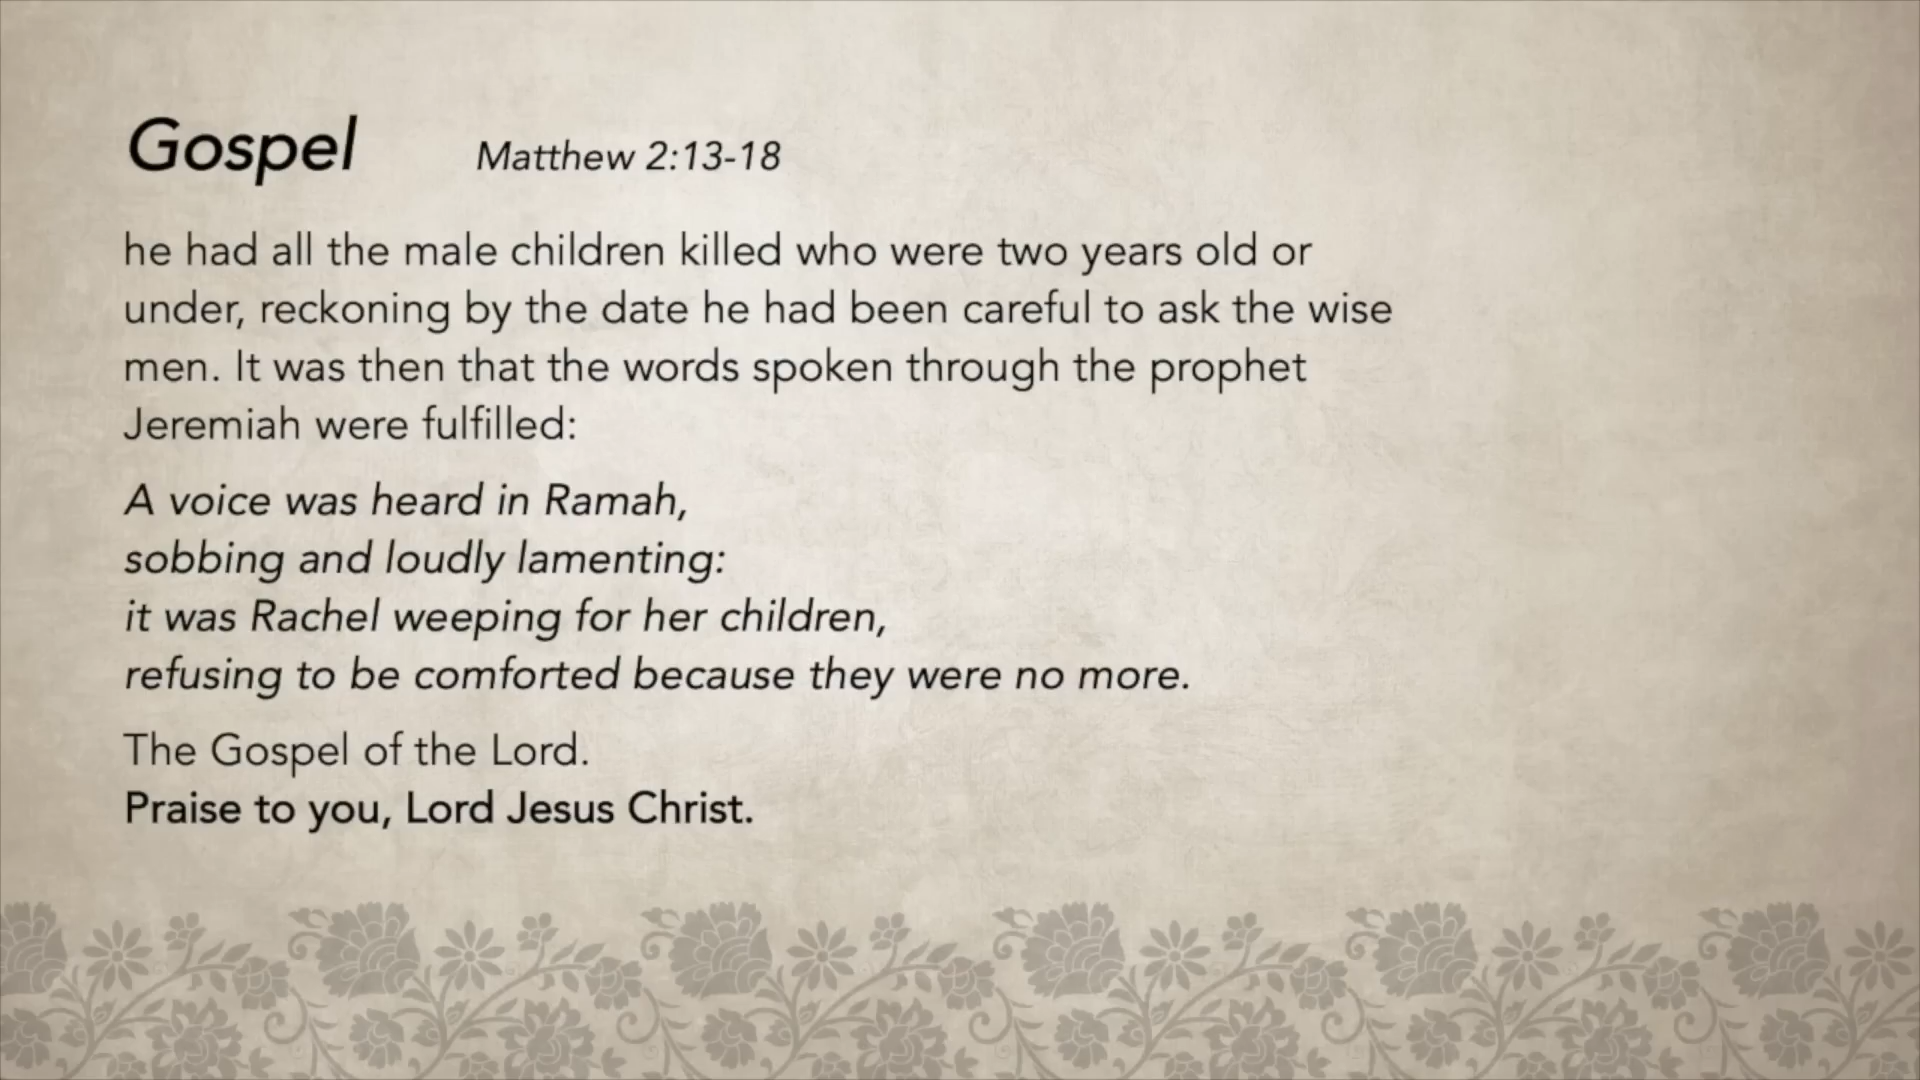 Gospel Matthew 2:13-18
he had all the male children killed who were two years old or
under, reckoning by the date he had been careful to ask the wise
men. It was then that the words spoken through the prophet
Jeremiah were fulfilled:
A voice was heard in Ramah,
sobbing and loudly lamenting:
it was Rachel weeping for her children,
refusing to be comforted because they were no more.
The Gospel of the Lord.
Praise to you, Lord Jesus Christ.